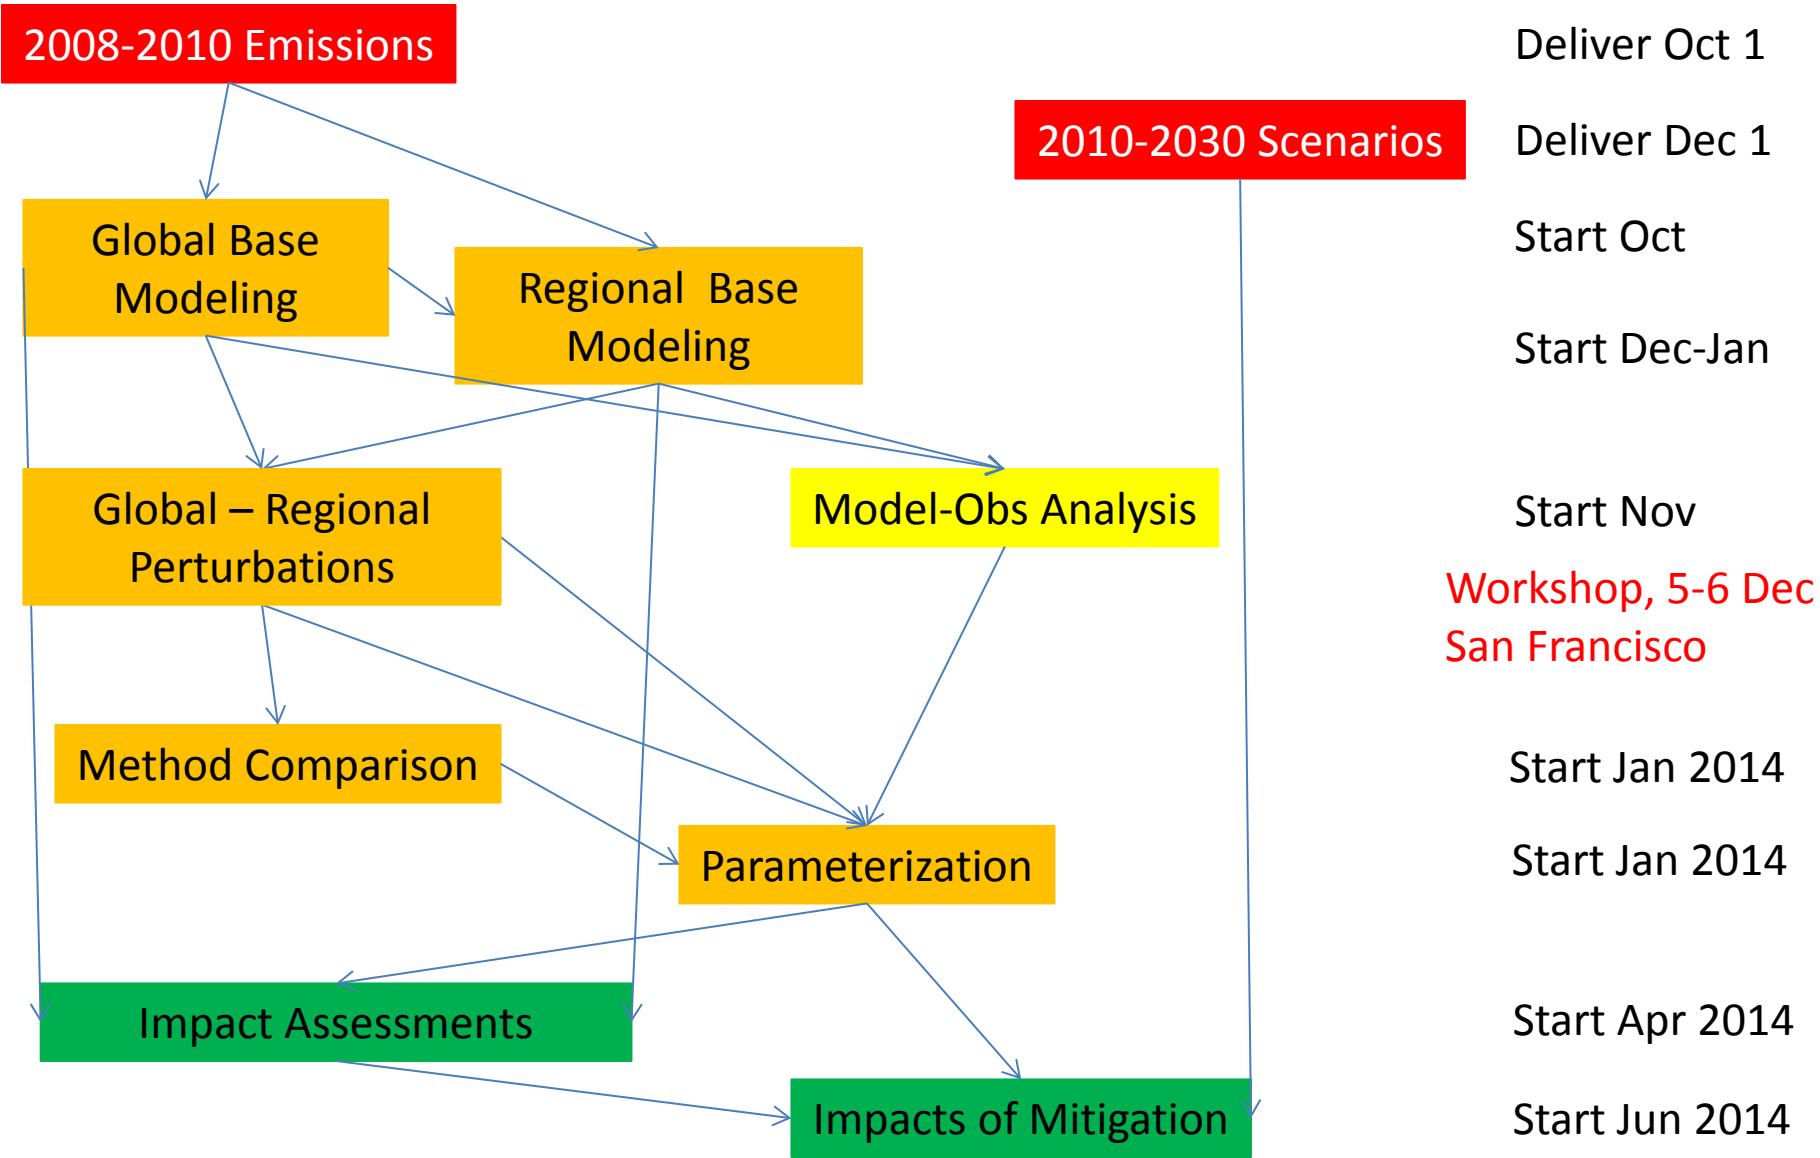 2008-2010 Emissions
Deliver Oct 1
2010-2030 Scenarios
Deliver Dec 1
Global Base
Modeling
Start Oct
Regional  Base
Modeling
Start Dec-Jan
Global – Regional
Perturbations
Model-Obs Analysis
Start Nov
Workshop, 5-6 Dec
San Francisco
Method Comparison
Start Jan 2014
Parameterization
Start Jan 2014
Impact Assessments
Start Apr 2014
Impacts of Mitigation
Start Jun 2014